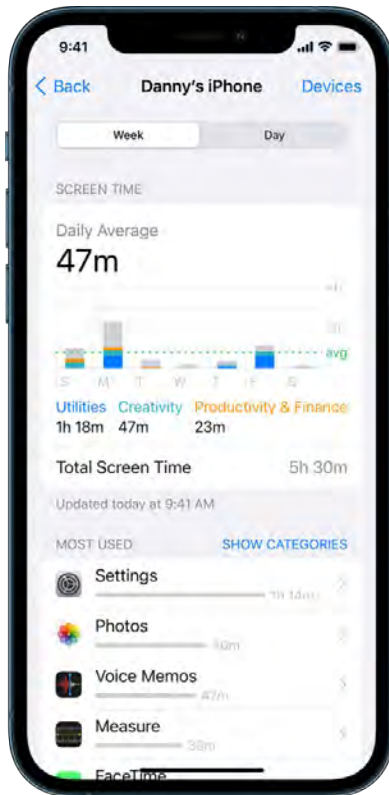 9:41
Back Danny's iPhone Devices
Week Day
SCREEN TIME
Daily Average
47m
avg
S M T W T F S
Utilities Creativity Productivity & Finance
1h 18m 47m 23m
Total Screen Time 5h 30m
Updated today at 9:41 AM
MOST USED SHOW CATEGORIES
Settings
1h 14m
Photos
Voice Memos
47m
Measure
38m
FaceTime